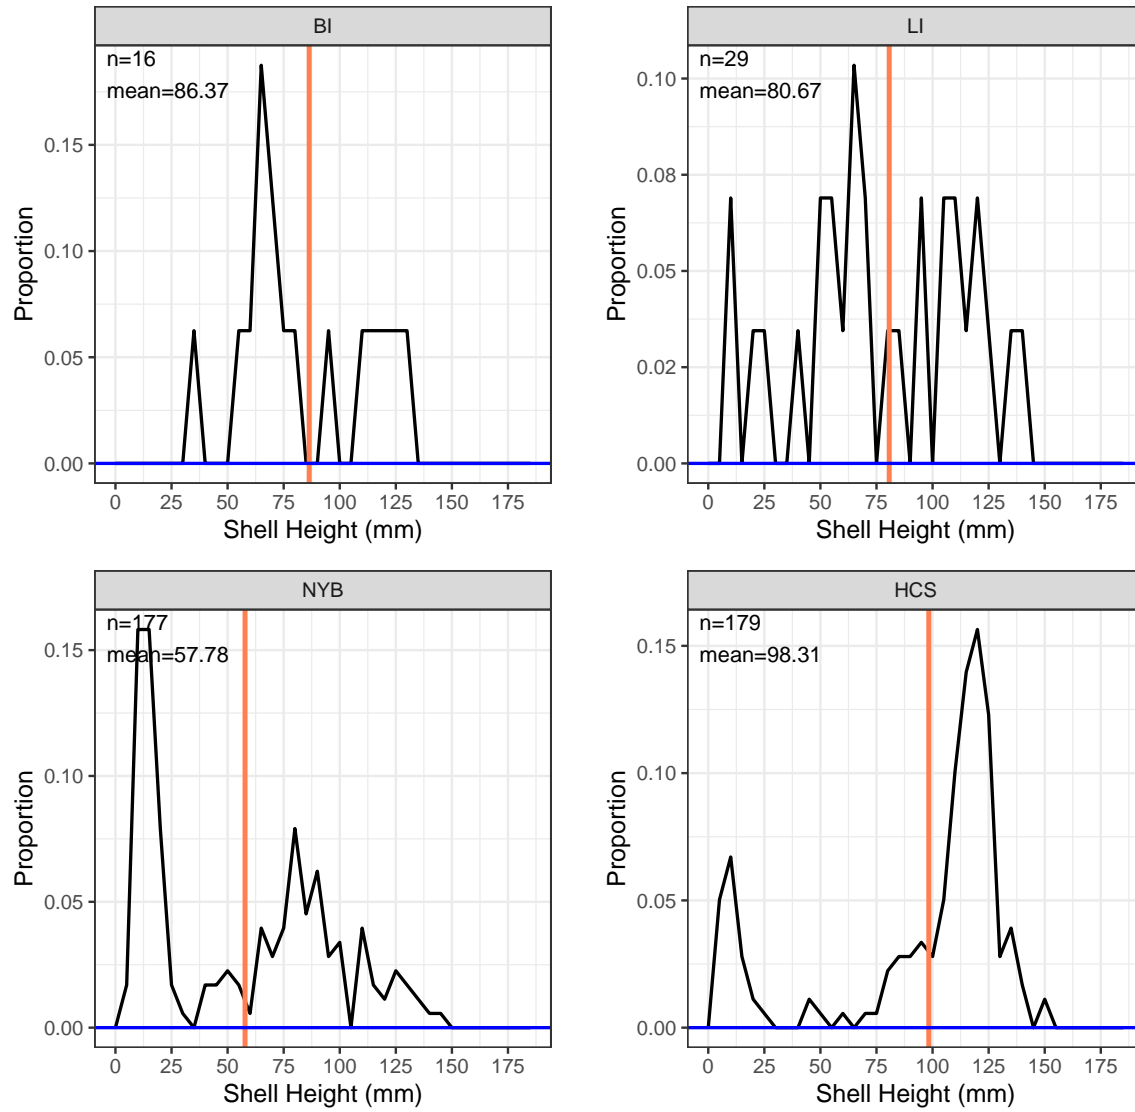 BI
n=16
mean=86.37
0.15
0.10
0.05
0.00
Proportion
0 25 50 75 100 125 150 175
Shell Height (mm)
LI
n=29
mean=80.67
0.10
0.08
0.05
0.02
0.00
Proportion
0 25 50 75 100 125 150 175
Shell Height (mm)
NYB
n=177
mean=57.78
0.15
0.10
0.05
0.00
Proportion
0 25 50 75 100 125 150 175
Shell Height (mm)
HCS
n=179
mean=98.31
0.15
0.10
0.05
0.00
Proportion
0 25 50 75 100 125 150 175
Shell Height (mm)